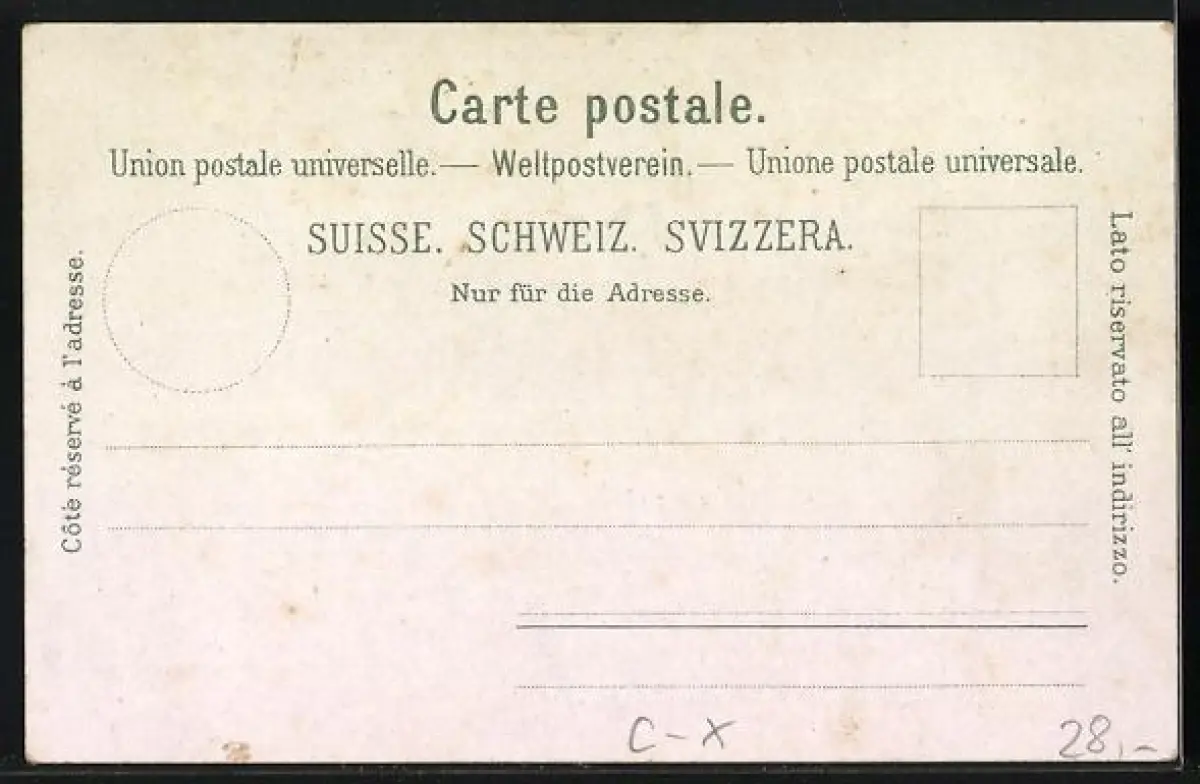 Carte postale.
Union postale universelle. — Weltpostverein. — Unione postale universale.
SUISSE. SCHWEIZ. SVIZZERA.
Nur für die Adresse.
Côté réservé à l'adresse.
Lato riservato all' indirizzo.
C-X
28,-